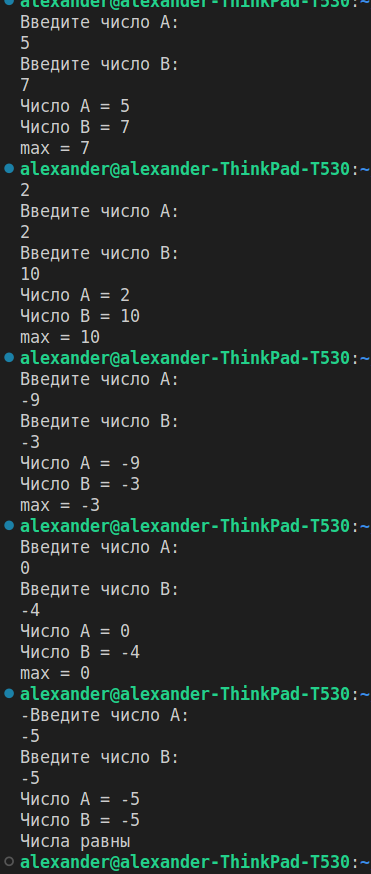 alexander@alexander-ThinkPad-T530:~
Введите число А:
5
Введите число В:
7
Число А = 5
Число В = 7
max = 7
alexander@alexander-ThinkPad-T530:~
2
Введите число А:
2
Введите число В:
10
Число А = 2
Число В = 10
max = 10
alexander@alexander-ThinkPad-T530:~
Введите число А:
-9
Введите число В:
-3
Число А = -9
Число В = -3
max = -3
alexander@alexander-ThinkPad-T530:~
Введите число А:
0
Введите число В:
-4
Число А = 0
Число В = -4
max = 0
alexander@alexander-ThinkPad-T530:~
-Введите число А:
-5
Введите число В:
-5
Число А = -5
Число В = -5
Числа равны
alexander@alexander-ThinkPad-T530:~